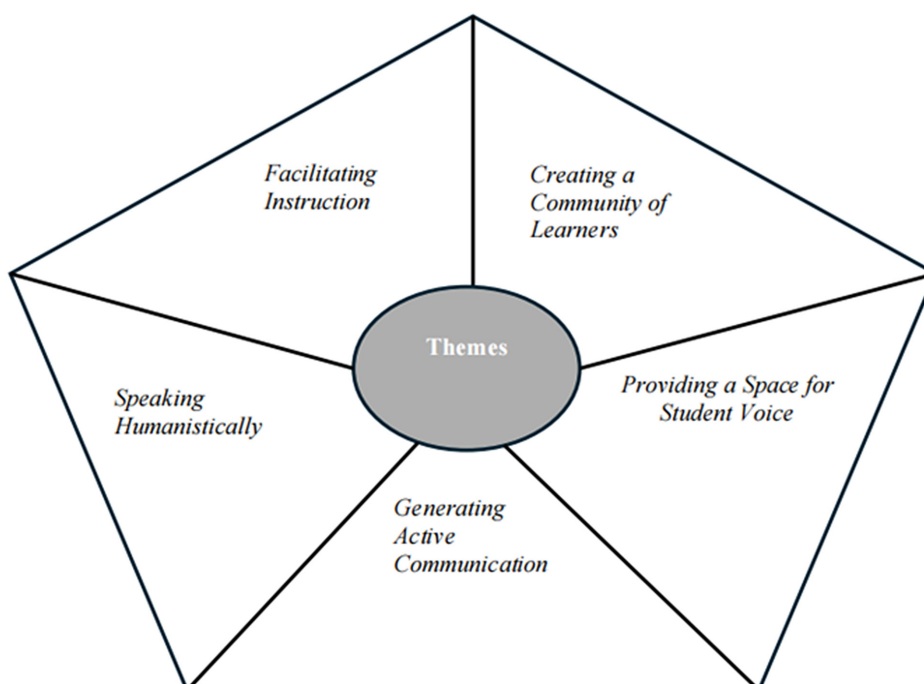 Facilitating
Instruction
Creating a
Community of
Learners
Themes
Speaking
Humanistically
Providing a Space for
Student Voice
Generating
Active
Communication